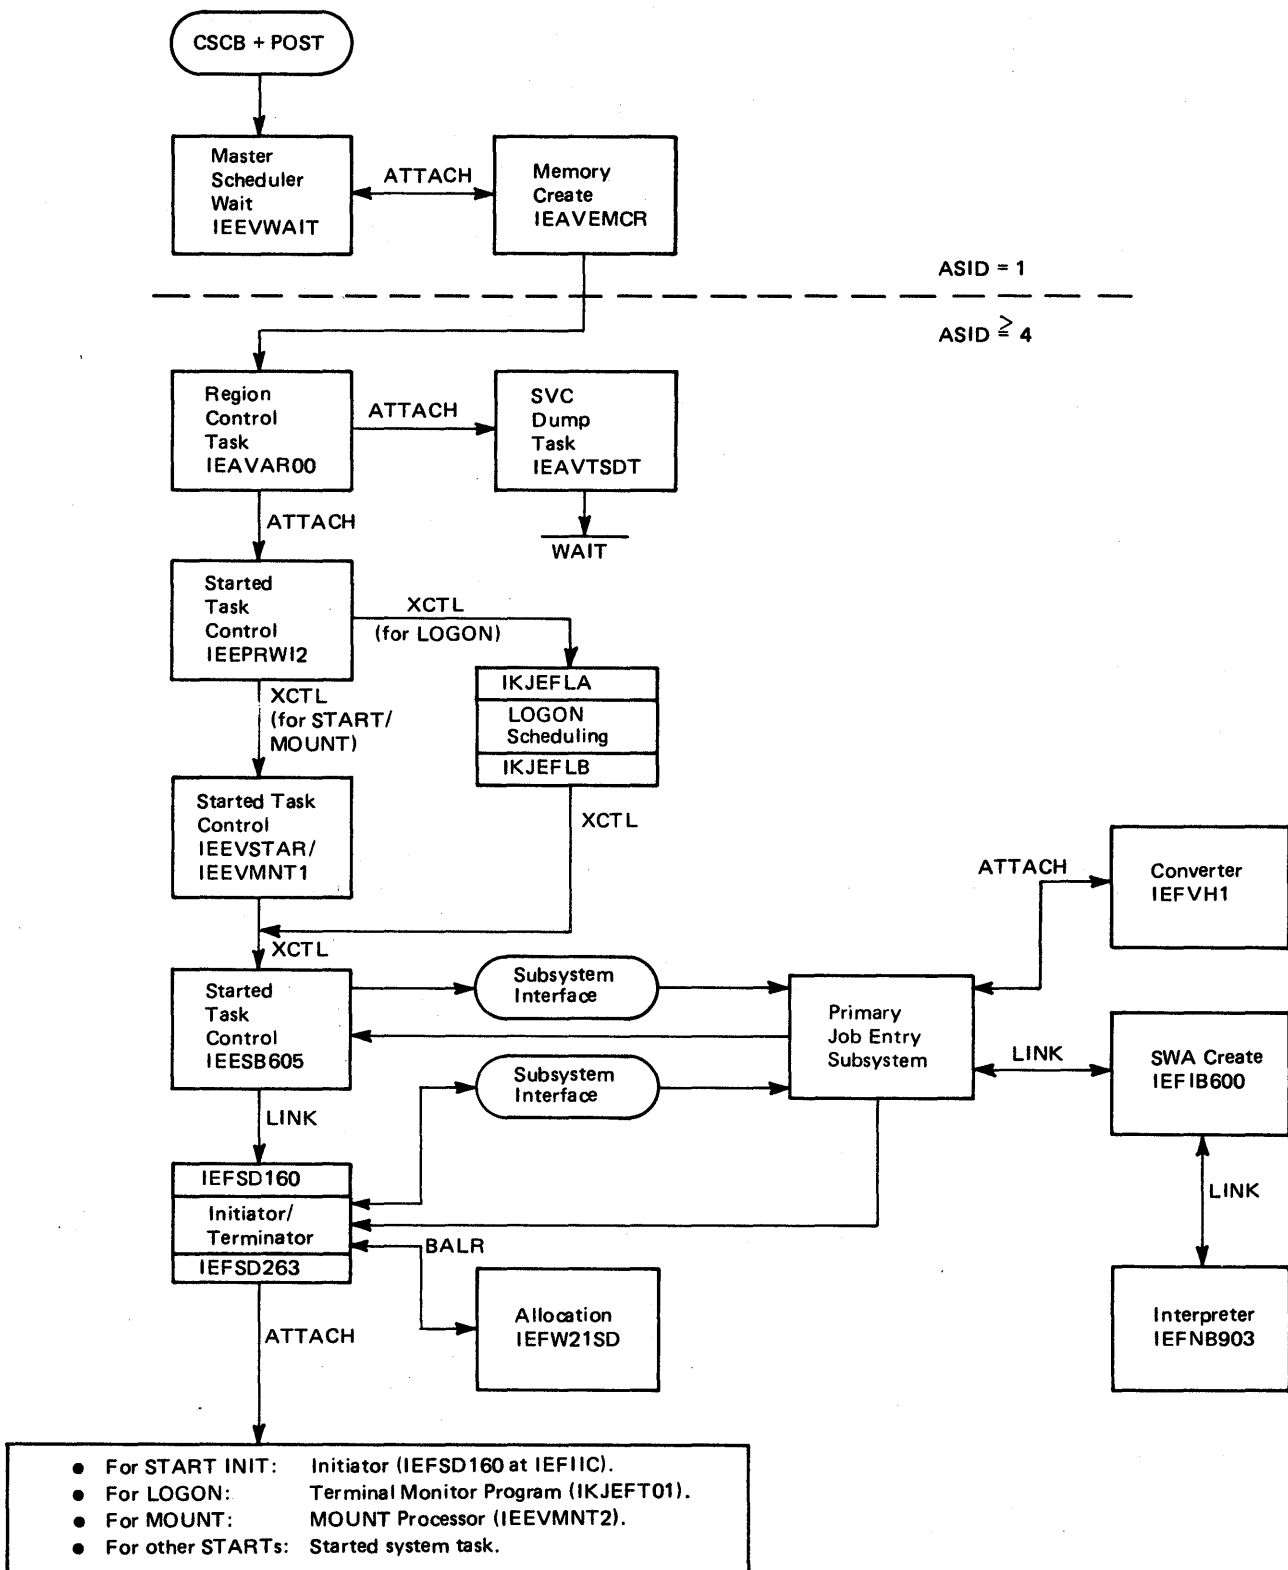 CSCB + POST
Master
Scheduler
Wait
IEEVWAIT
ATTACH
Memory
Create
IEAVEMCR
ASID = 1
ASID ≧ 4
Region
Control
Task
IEAVAR00
ATTACH
SVC
Dump
Task
IEAVTSDT
WAIT
ATTACH
Started
Task
Control
IEEPRWI2
XCTL
(for LOGON)
IKJEFLA
LOGON
Scheduling
IKJEFLB
XCTL
(for START/
MOUNT)
Started Task
Control
IEEVSTAR/
IEEVMNT1
XCTL
XCTL
Started
Task
Control
IEESB605
Subsystem
Interface
Primary
Job Entry
Subsystem
ATTACH
Converter
IEFVH1
LINK
SWA Create
IEFIB600
LINK
Interpreter
IEFNB903
Subsystem
Interface
LINK
IEFSD160
Initiator/
Terminator
IEFSD263
BALR
Allocation
IEFW21SD
ATTACH
● For START INIT: Initiator (IEFSD160 at IEFIIC).
● For LOGON: Terminal Monitor Program (IKJEFT01).
● For MOUNT: MOUNT Processor (IEEVMNT2).
● For other STARTs: Started system task.